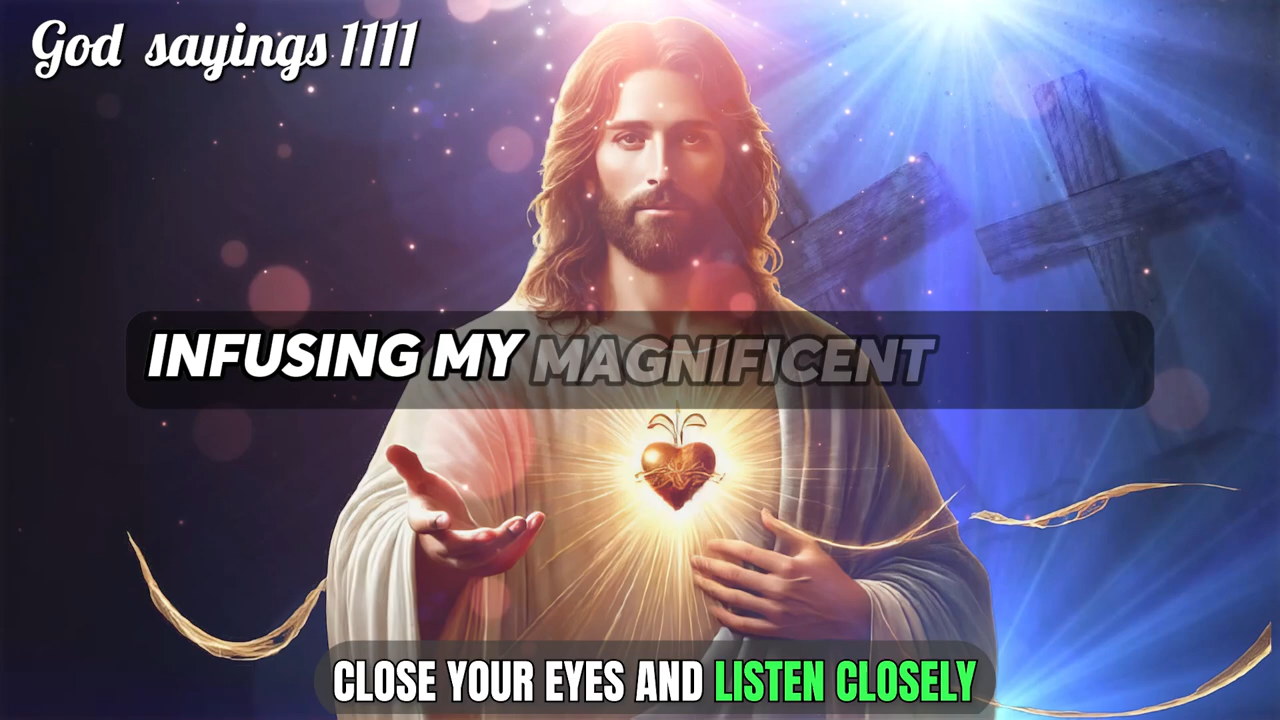 God sayings 1111
INFUSING MY MAGNIFICENT
CLOSE YOUR EYES AND LISTEN CLOSELY